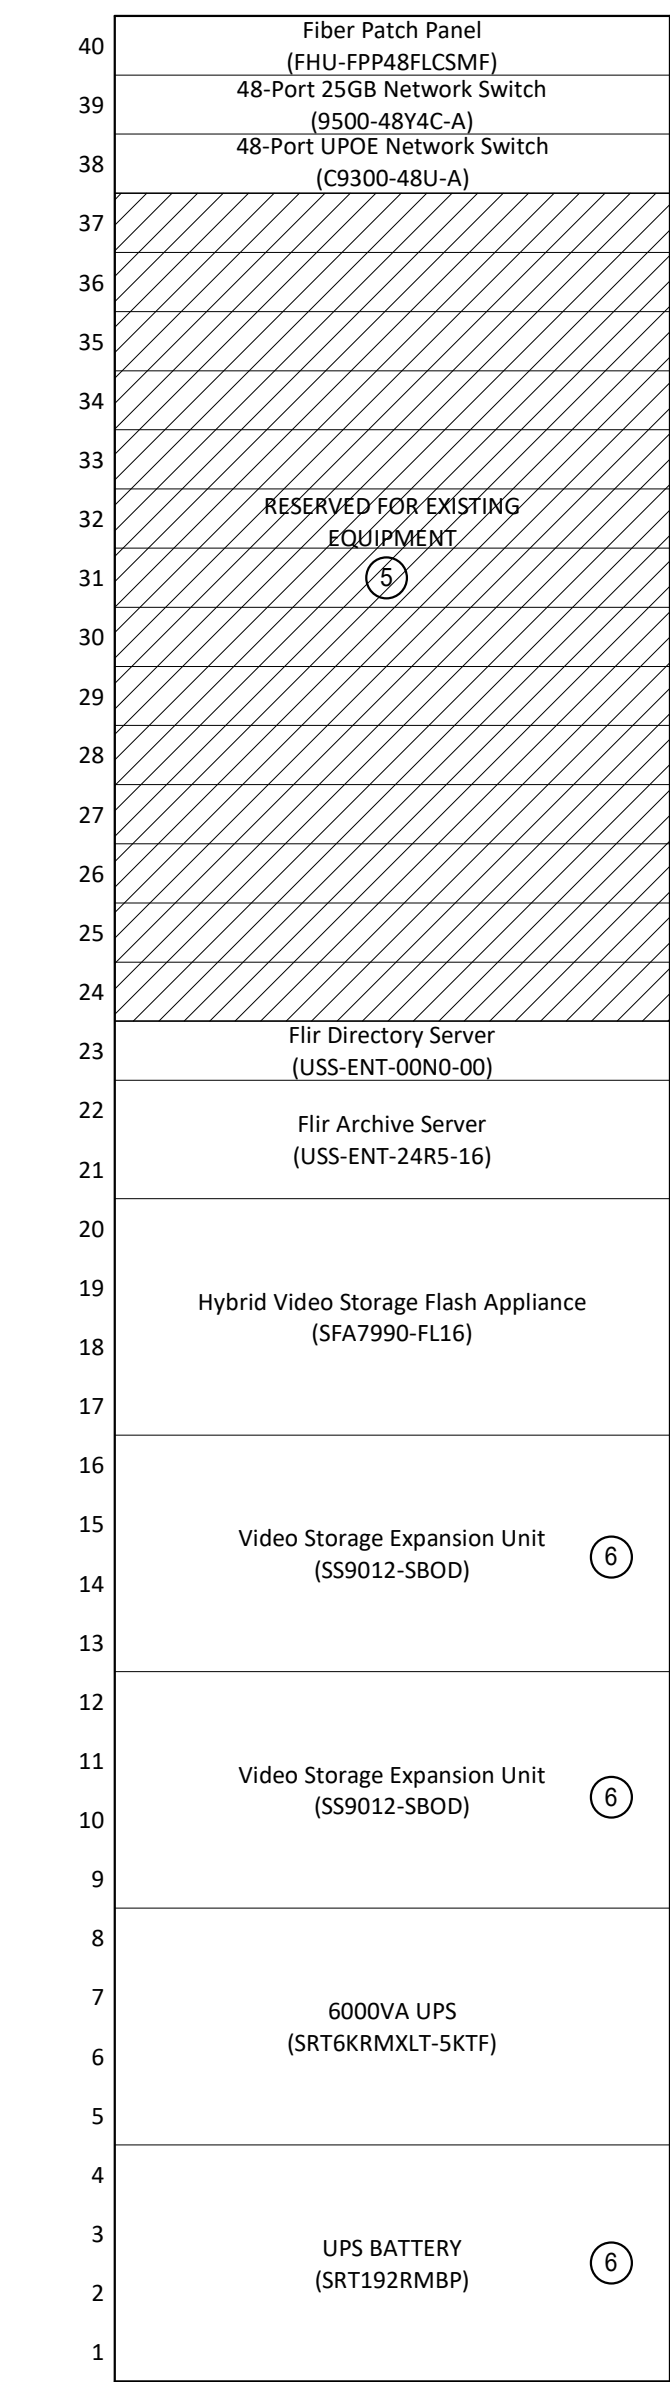 40
Fiber Patch Panel
(FHU-FPP48FLCSMF)
39
48-Port 25GB Network Switch
(9500-48Y4C-A)
38
48-Port UPOE Network Switch
(C9300-48U-A)
37
36
35
34
33
32
RESERVED FOR EXISTING
EQUIPMENT
31
5
30
29
28
27
26
25
24
23
Flir Directory Server
(USS-ENT-00N0-00)
22
Flir Archive Server
(USS-ENT-24R5-16)
21
20
19
Hybrid Video Storage Flash Appliance
(SFA7990-FL16)
18
17
16
15
Video Storage Expansion Unit
(SS9012-SBOD)
6
14
13
12
11
Video Storage Expansion Unit
(SS9012-SBOD)
6
10
9
8
7
6000VA UPS
(SRT6KRMXLT-5KTF)
6
5
4
3
UPS BATTERY
(SRT192RMBP)
6
2
1